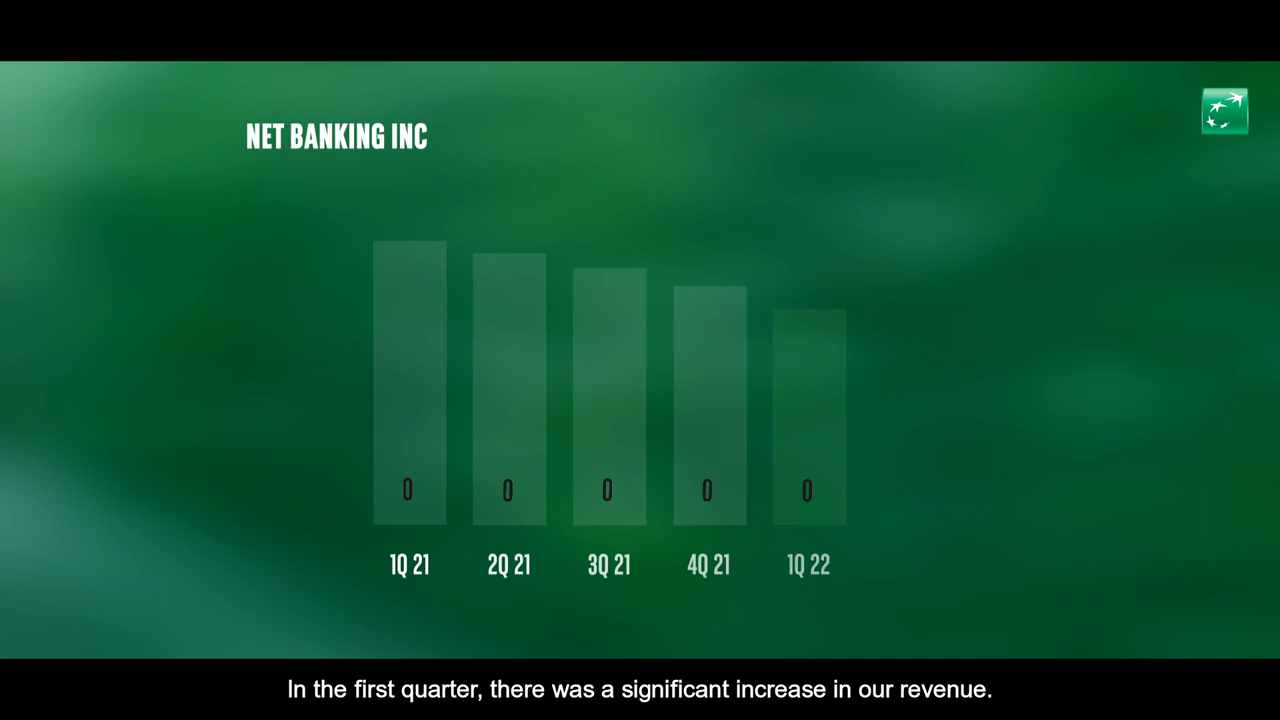 NET BANKING INC
0 0 0 0 0
1Q 21 2Q 21 3Q 21 4Q 21 1Q 22
In the first quarter, there was a significant increase in our revenue.